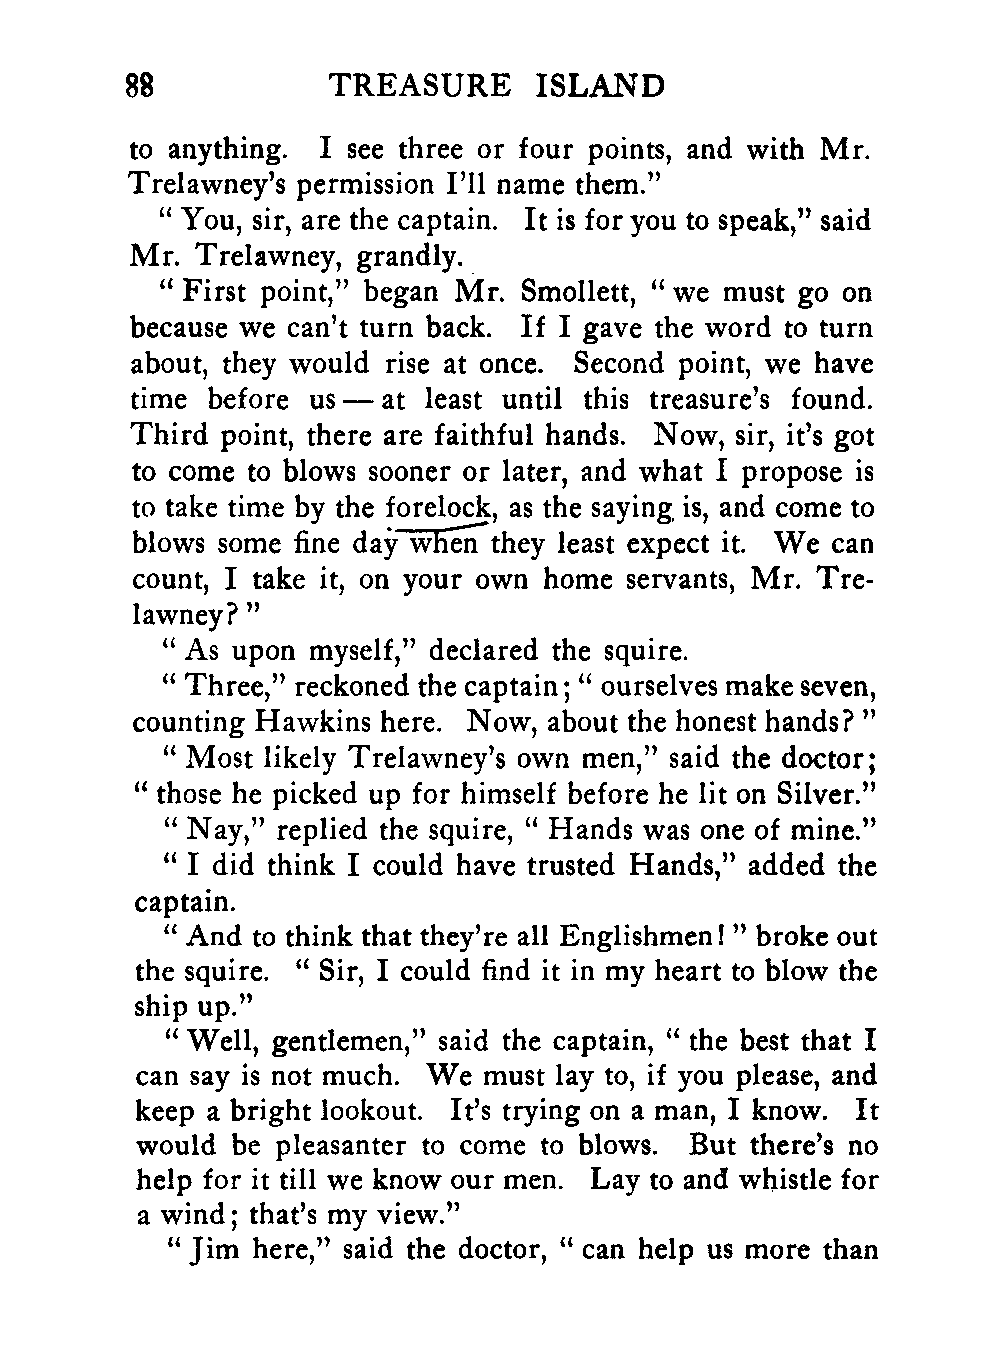 88 TREASURE ISLAND
to anything. I see three or four points, and with Mr.
Trelawney's permission I'll name them."
" You, sir, are the captain. It is for you to speak," said
Mr. Trelawney, grandly.
" First point," began Mr. Smollett, " we must go on
because we can't turn back. If I gave the word to turn
about, they would rise at once. Second point, we have
time before us — at least until this treasure's found.
Third point, there are faithful hands. Now, sir, it's got
to come to blows sooner or later, and what I propose is
to take time by the forelock, as the saying is, and come to
blows some fine day when they least expect it. We can
count, I take it, on your own home servants, Mr. Tre-
lawney? "
" As upon myself," declared the squire.
" Three," reckoned the captain; " ourselves make seven,
counting Hawkins here. Now, about the honest hands? "
" Most likely Trelawney's own men," said the doctor;
" those he picked up for himself before he lit on Silver."
" Nay," replied the squire, " Hands was one of mine."
" I did think I could have trusted Hands," added the
captain.
" And to think that they're all Englishmen! " broke out
the squire. " Sir, I could find it in my heart to blow the
ship up."
" Well, gentlemen," said the captain, " the best that I
can say is not much. We must lay to, if you please, and
keep a bright lookout. It's trying on a man, I know. It
would be pleasanter to come to blows. But there's no
help for it till we know our men. Lay to and whistle for
a wind; that's my view."
" Jim here," said the doctor, " can help us more than